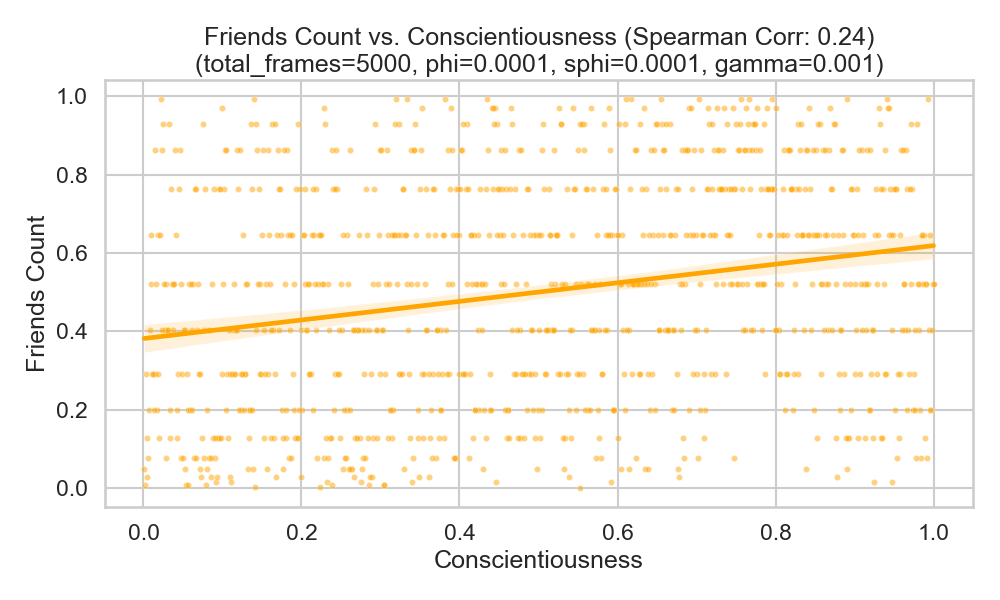 Friends Count vs. Conscientiousness (Spearman Corr: 0.24)
(total_frames=5000, phi=0.0001, sphi=0.0001, gamma=0.001)
1.0
0.8
0.6
0.4
0.2
0.0
Friends Count
0.0 0.2 0.4 0.6 0.8 1.0
Conscientiousness